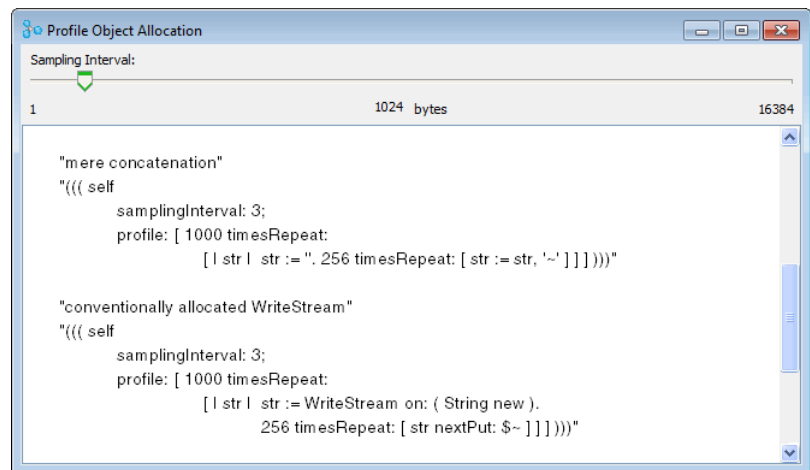 Profile Object Allocation
Sampling Interval:
1 1024 bytes 16384
"mere concatenation"
"((( self
samplingInterval: 3;
profile: [ 1000 timesRepeat:
[ | str | str := ''. 256 timesRepeat: [ str := str, '~' ] ] ] )))"
"conventionally allocated WriteStream"
"((( self
samplingInterval: 3;
profile: [ 1000 timesRepeat:
[ | str | str := WriteStream on: ( String new ).
256 timesRepeat: [ str nextPut: $~ ] ] ] )))"